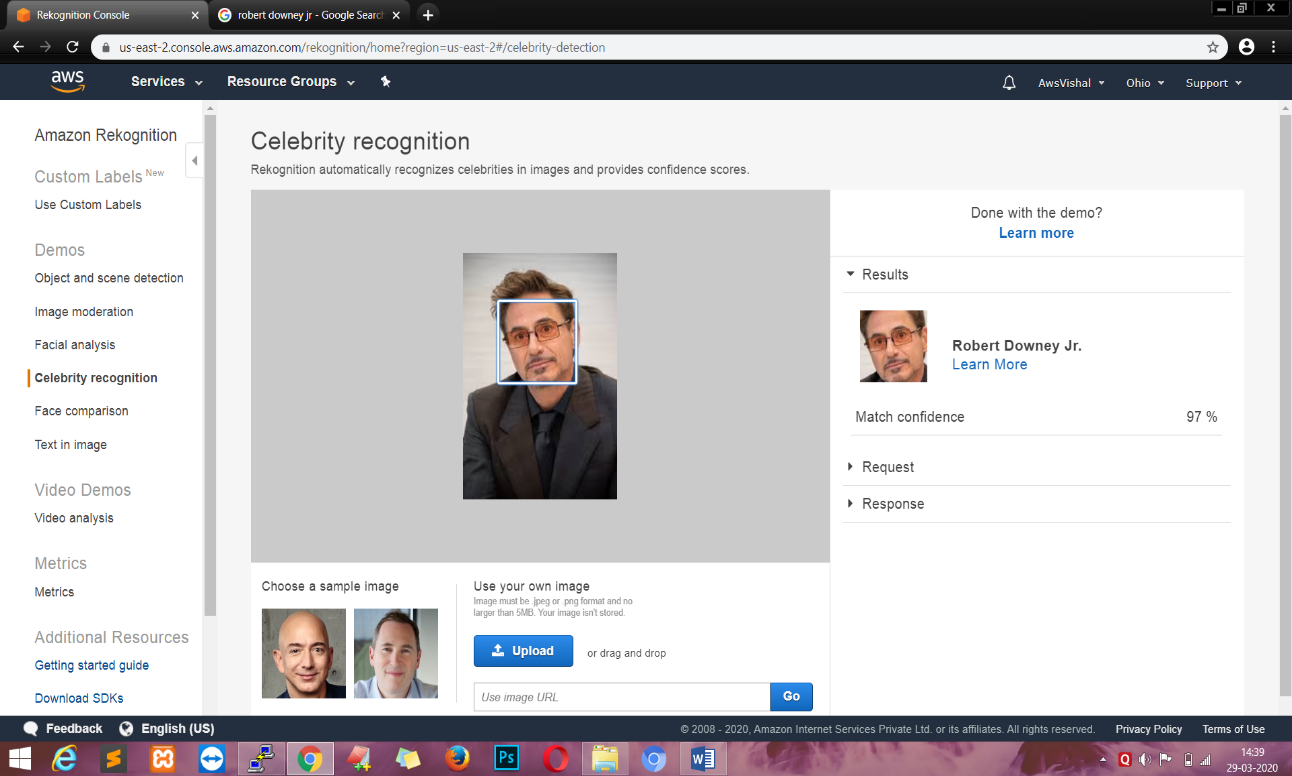 Rekognition Console
robert downey jr - Google Search
us-east-2.console.aws.amazon.com/rekognition/home?region=us-east-2#/celebrity-detection
aws
Services
Resource Groups
AwsVishal
Ohio
Support
Amazon Rekognition
Custom Labels New
Use Custom Labels
Demos
Object and scene detection
Image moderation
Facial analysis
Celebrity recognition
Face comparison
Text in image
Video Demos
Video analysis
Metrics
Metrics
Additional Resources
Getting started guide
Download SDKs
Celebrity recognition
Rekognition automatically recognizes celebrities in images and provides confidence scores.
Choose a sample image
Use your own image
Image must be .jpeg or .png format and no
larger than 5MB. Your image isn't stored.
Upload
or drag and drop
Use image URL
Go
Done with the demo?
Learn more
Results
Robert Downey Jr.
Learn More
Match confidence 97 %
Request
Response
Feedback
English (US)
© 2008 - 2020, Amazon Internet Services Private Ltd. or its affiliates. All rights reserved.
Privacy Policy
Terms of Use
Ps
Q
14:39
29-03-2020